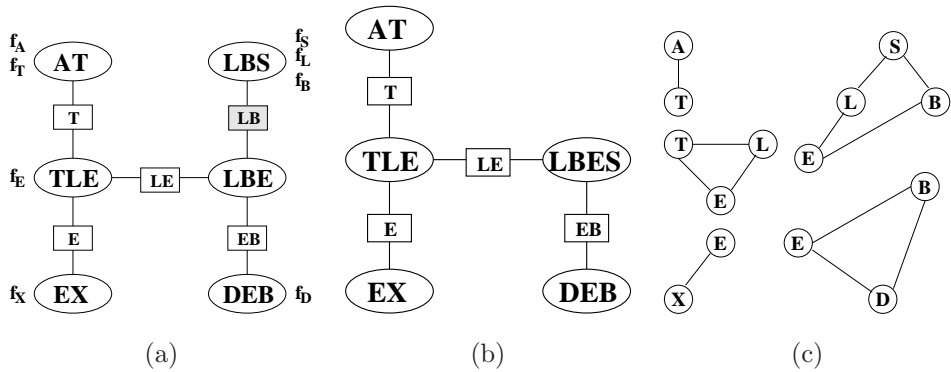 f_A
f_T
AT
LBS
f_S
f_L
f_B
T
LB
f_E
TLE
LE
LBE
E
EB
f_X
EX
DEB
f_D
(a)
AT
T
TLE
LE
LBES
E
EB
EX
DEB
(b)
A
T
S
L
B
E
T
L
E
E
X
B
E
D
(c)